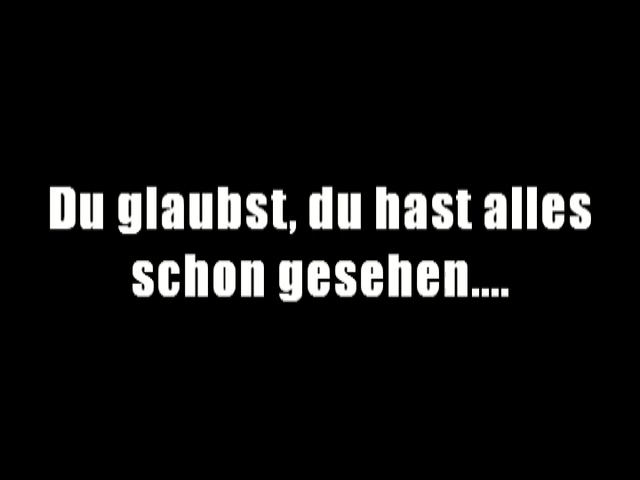 Du glaubst, du hast alles
schon gesehen....